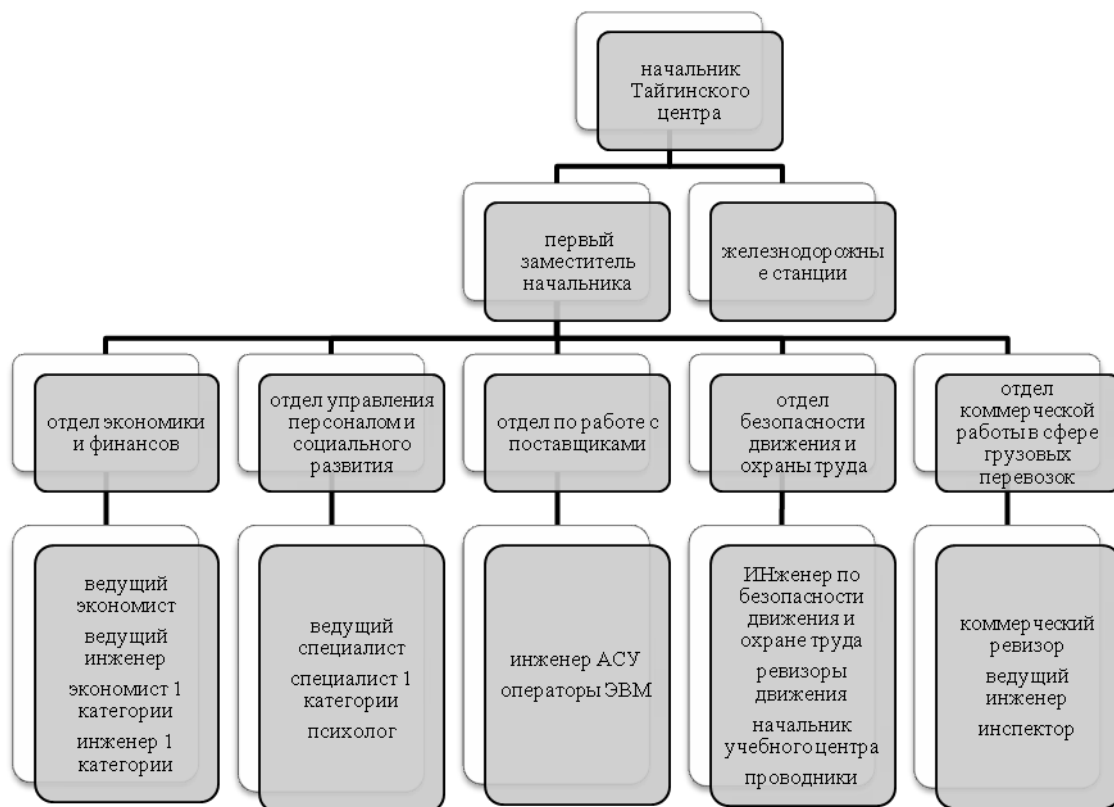 начальник
Тайгинского
центра
первый
заместитель
начальника
железнодорожны
е станции
отдел экономики
и финансов
отдел управления
персоналом и
социального
развития
отдел по работе с
поставщиками
отдел
безопасности
движения и
охраны труда
отдел
коммерческой
работы в сфере
грузовых
перевозок
ведущий
экономист
ведущий
инженер
экономист 1
категории
инженер 1
категории
ведущий
специалист
специалист 1
категории
психолог
инженер АСУ
операторы ЭВМ
ИНженер по
безопасности
движения и
охране труда
ревизоры
движения
начальник
учебного центра
проводники
коммерческий
ревизор
ведущий
инженер
инспектор